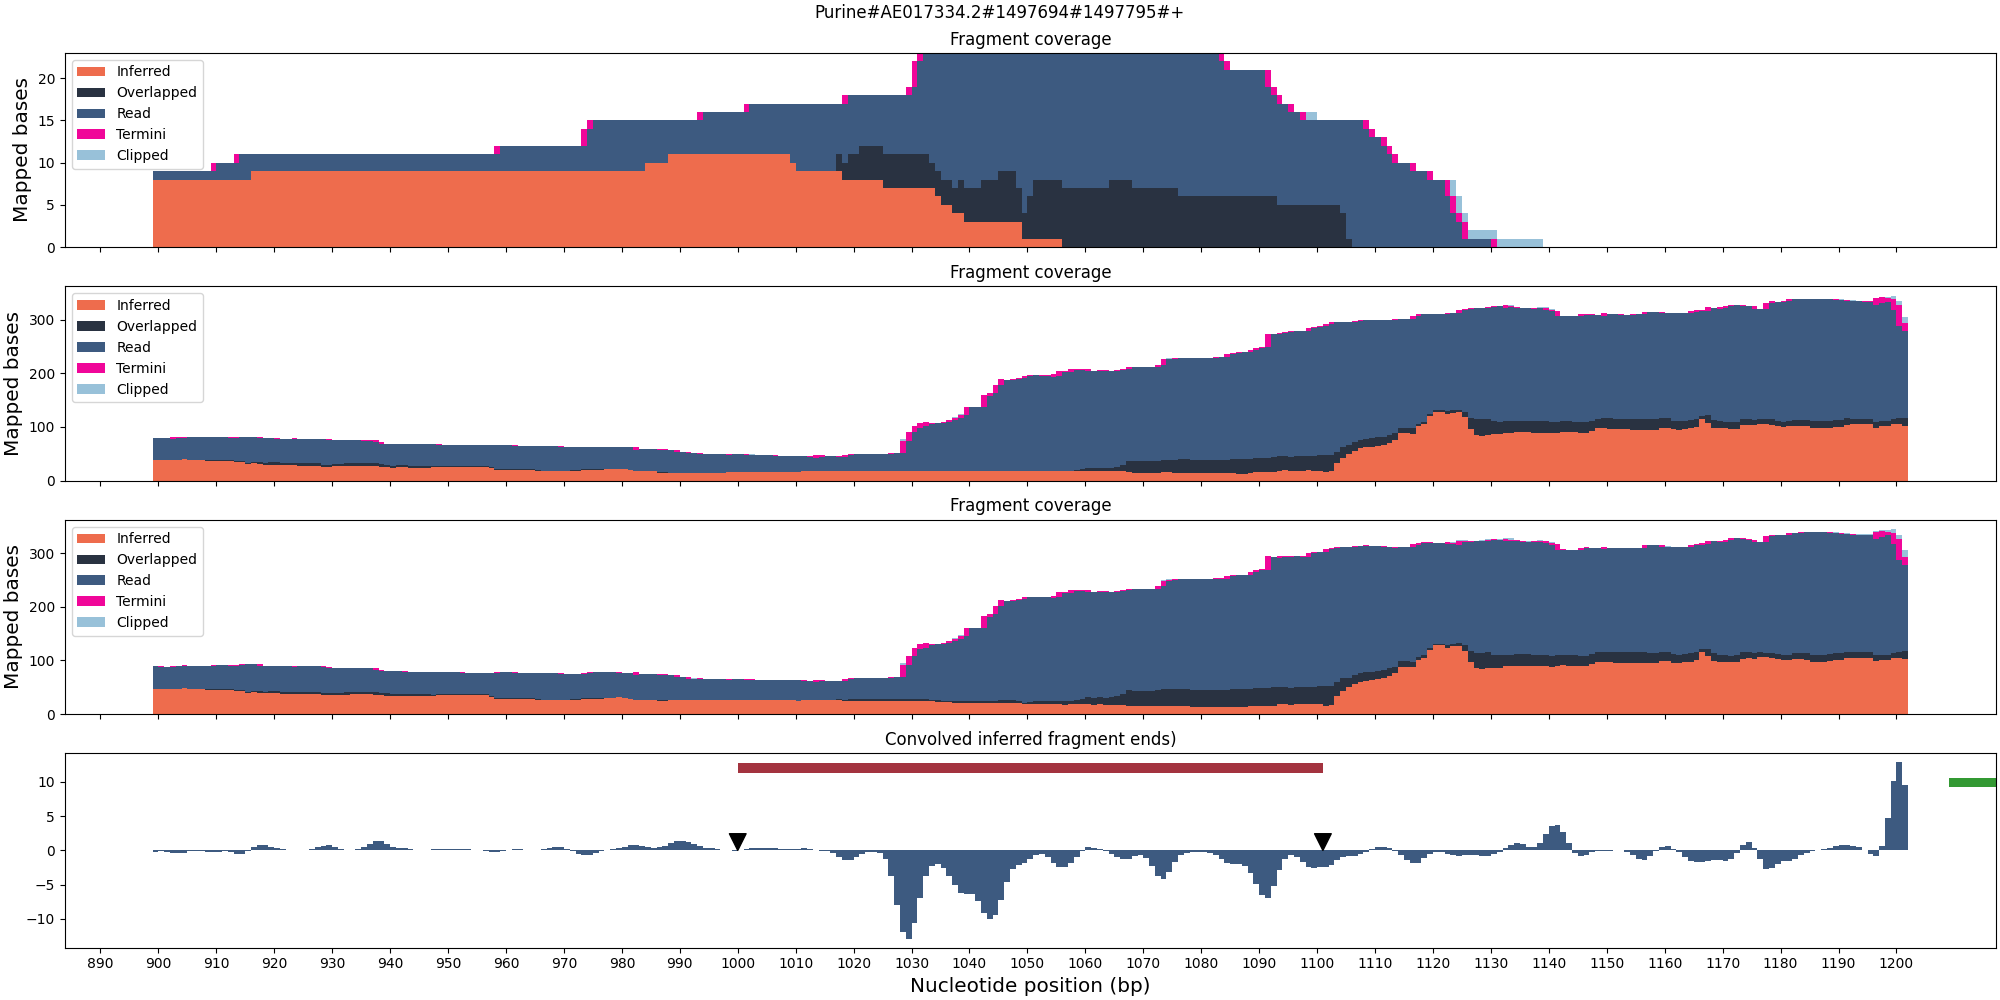 Purine#AE017334.2#1497694#1497795#+
Fragment coverage
Mapped bases
20
15
10
5
0
Inferred
Overlapped
Read
Termini
Clipped
Fragment coverage
Mapped bases
300
200
100
0
Inferred
Overlapped
Read
Termini
Clipped
Fragment coverage
Mapped bases
300
200
100
0
Inferred
Overlapped
Read
Termini
Clipped
Convolved inferred fragment ends)
10
5
0
−5
−10
890 900 910 920 930 940 950 960 970 980 990 1000 1010 1020 1030 1040 1050 1060 1070 1080 1090 1100 1110 1120 1130 1140 1150 1160 1170 1180 1190 1200
Nucleotide position (bp)